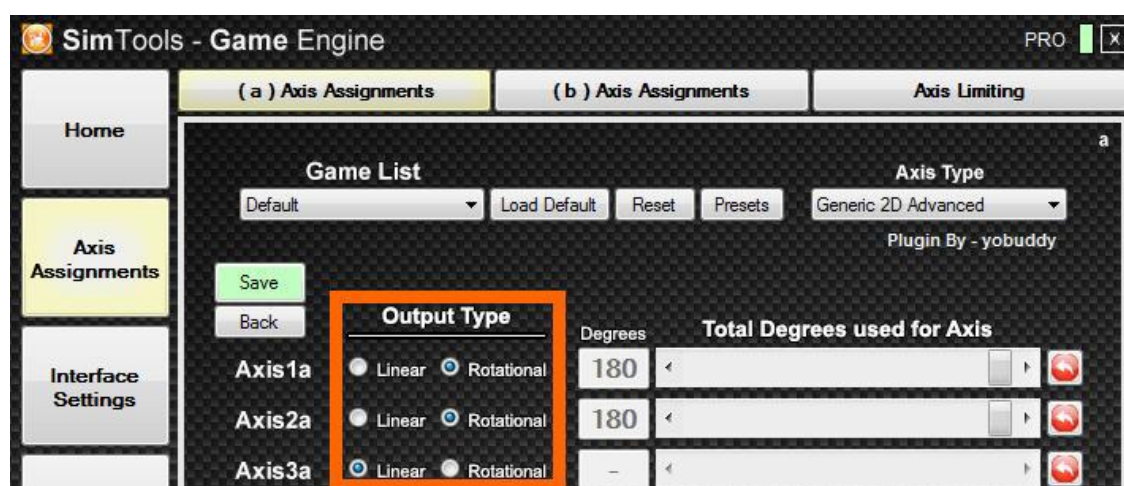 SimTools - Game Engine
PRO
X
( a ) Axis Assignments
( b ) Axis Assignments
Axis Limiting
Home
Axis Assignments
Interface Settings
a
Game List
Axis Type
Default
Load Default
Reset
Presets
Generic 2D Advanced
Plugin By - yobuddy
Save
Back
Output Type
Degrees
Total Degrees used for Axis
Axis1a
Linear
Rotational
180
Axis2a
Linear
Rotational
180
Axis3a
Linear
Rotational
-